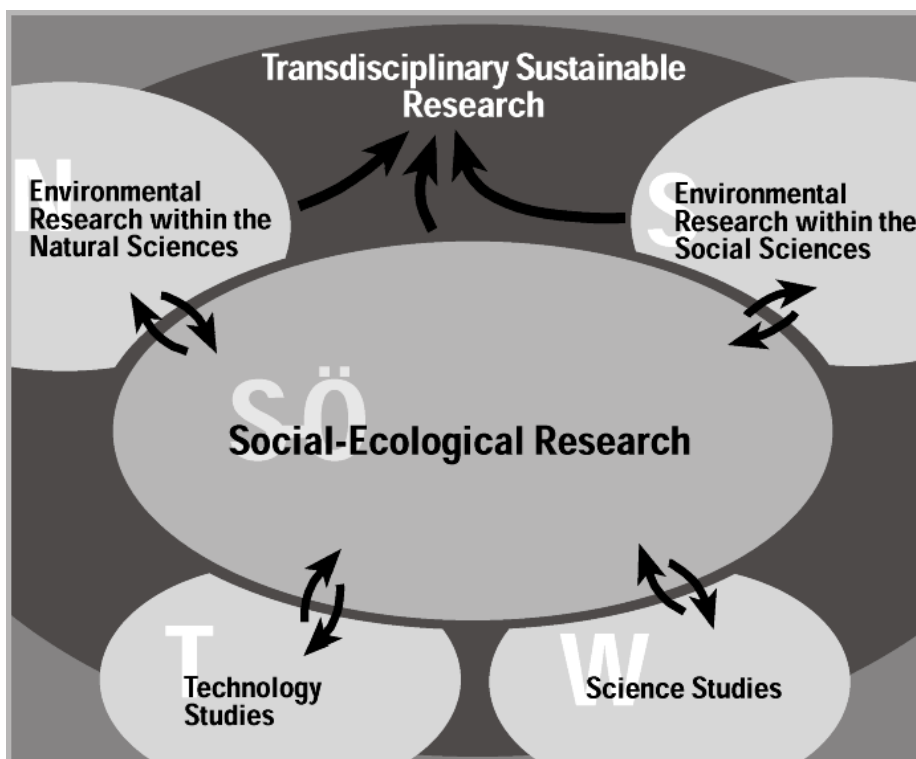 Transdisciplinary Sustainable
Research
N
Environmental
Research within the
Natural Sciences
S
Environmental
Research within the
Social Sciences
SÖ
Social-Ecological Research
T
Technology
Studies
W
Science Studies